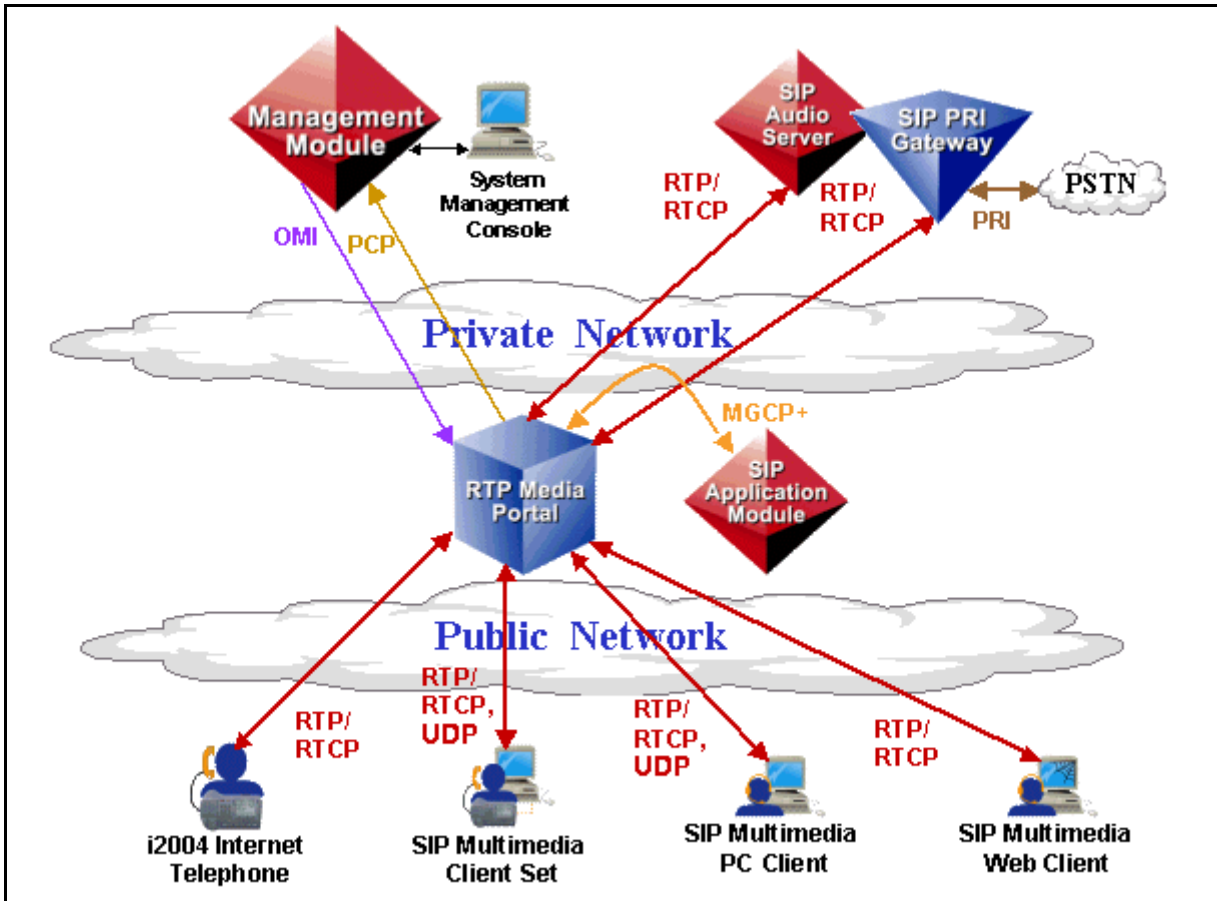 Management
Module
System
Management
Console
SIP
Audio
Server
SIP PRI
Gateway
PSTN
PRI
RTP/
RTCP
RTP/
RTCP
OMI
PCP
Private Network
MGCP+
RTP Media
Portal
SIP
Application
Module
Public Network
RTP/
RTCP
RTP/
RTCP,
UDP
RTP/
RTCP,
UDP
RTP/
RTCP
i2004 Internet
Telephone
SIP Multimedia
Client Set
SIP Multimedia
PC Client
SIP Multimedia
Web Client